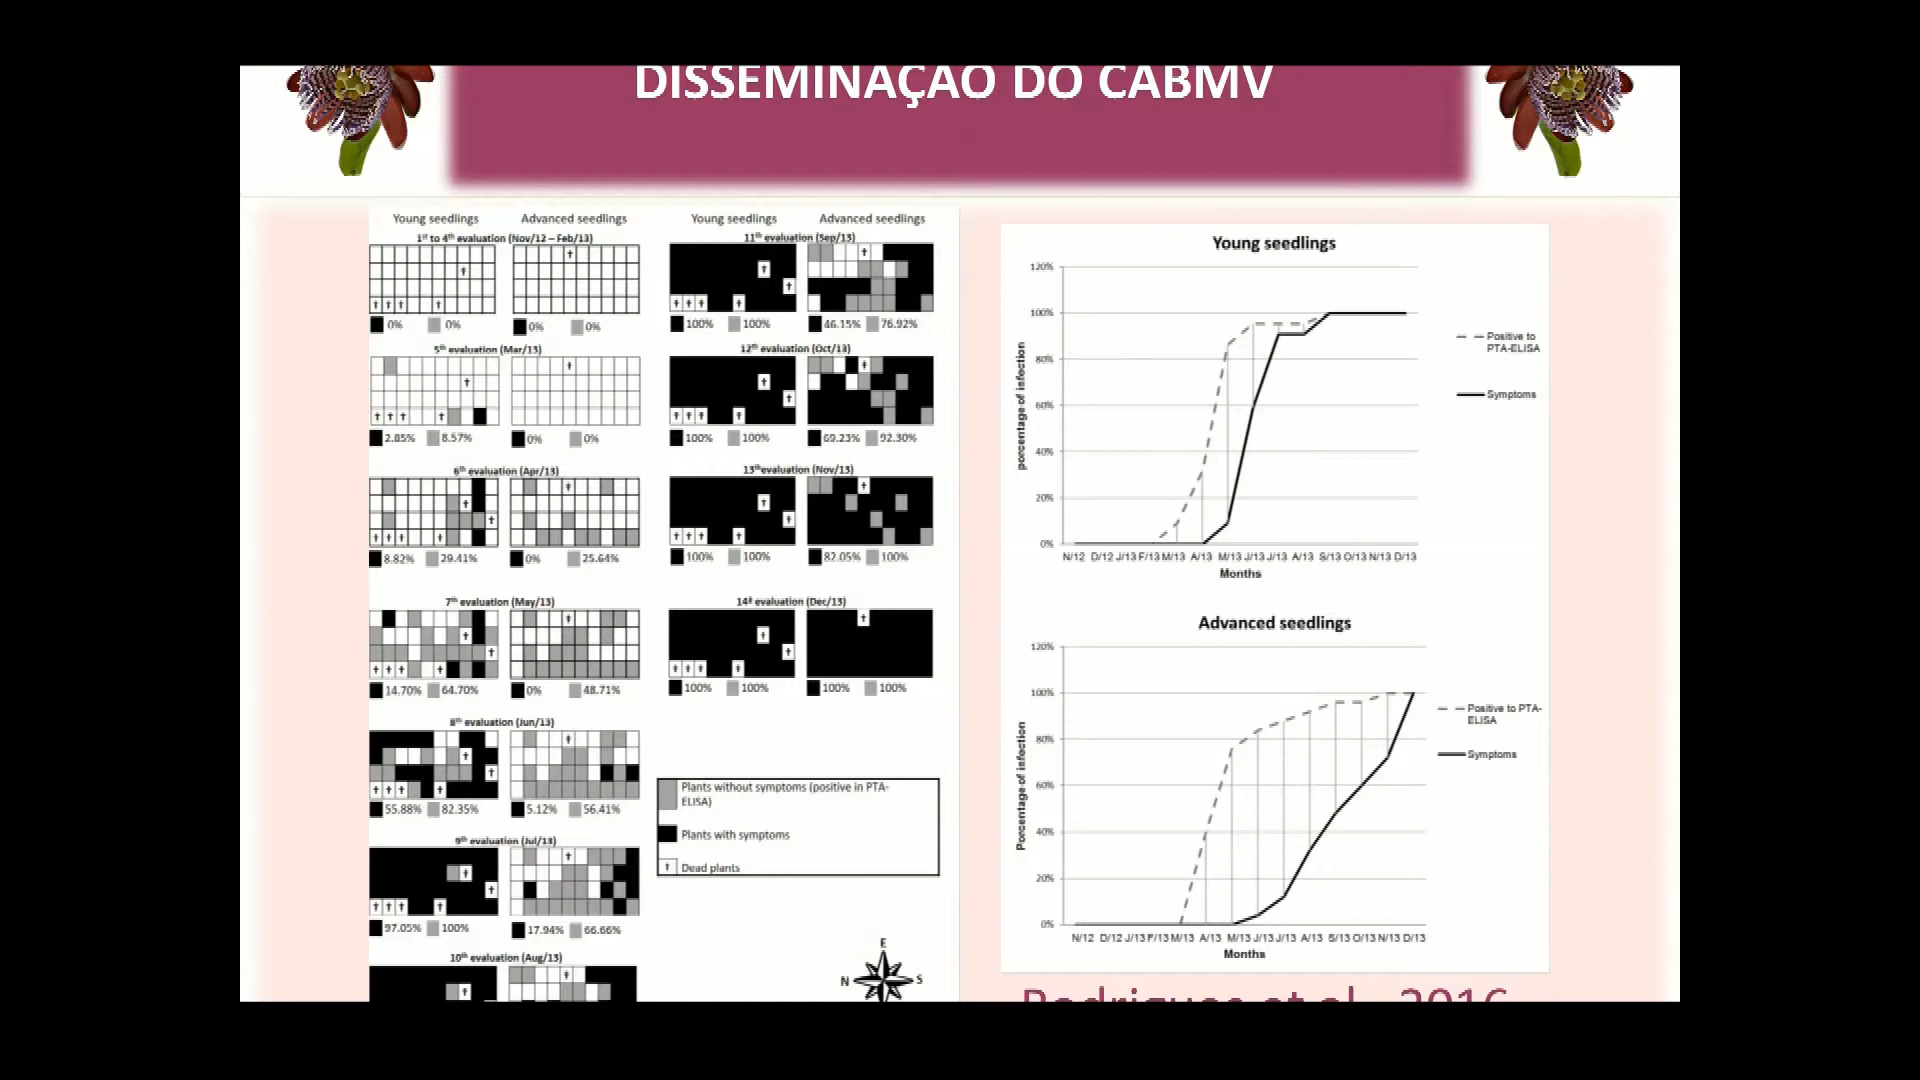 DISSEMINAÇÃO DO CABMV
Young seedlings Advanced seedlings
1st to 4th evaluation (Nov/12 – Feb/13)
0% 0% 0% 0%
5th evaluation (Mar/13)
2.85% 8.57% 0% 0%
6th evaluation (Apr/13)
8.82% 29.41% 0% 25.64%
7th evaluation (May/13)
14.70% 64.70% 0% 48.71%
8th evaluation (Jun/13)
55.88% 82.35% 5.12% 56.41%
9th evaluation (Jul/13)
97.05% 100% 17.94% 66.66%
10th evaluation (Aug/13)
Young seedlings Advanced seedlings
11th evaluation (Sep/13)
100% 100% 46.15% 76.92%
12th evaluation (Oct/13)
100% 100% 69.23% 92.30%
13th evaluation (Nov/13)
100% 100% 82.05% 100%
14ª evaluation (Dec/13)
100% 100% 100% 100%
Plants without symptoms (positive in PTA-
ELISA)
Plants with symptoms
† Dead plants
E
N S
Young seedlings
120%
100%
80%
60%
40%
20%
0%
porcentage of infection
N/12 D/12 J/13 F/13 M/13 A/13 M/13 J/13 J/13 A/13 S/13 O/13 N/13 D/13
Months
Positive to
PTA-ELISA
Symptoms
Advanced seedlings
120%
100%
80%
60%
40%
20%
0%
Porcentage of infection
N/12 D/12 J/13 F/13 M/13 A/13 M/13 J/13 J/13 A/13 S/13 O/13 N/13 D/13
Months
Positive to PTA-
ELISA
Symptoms
Rodrigues et al., 2016